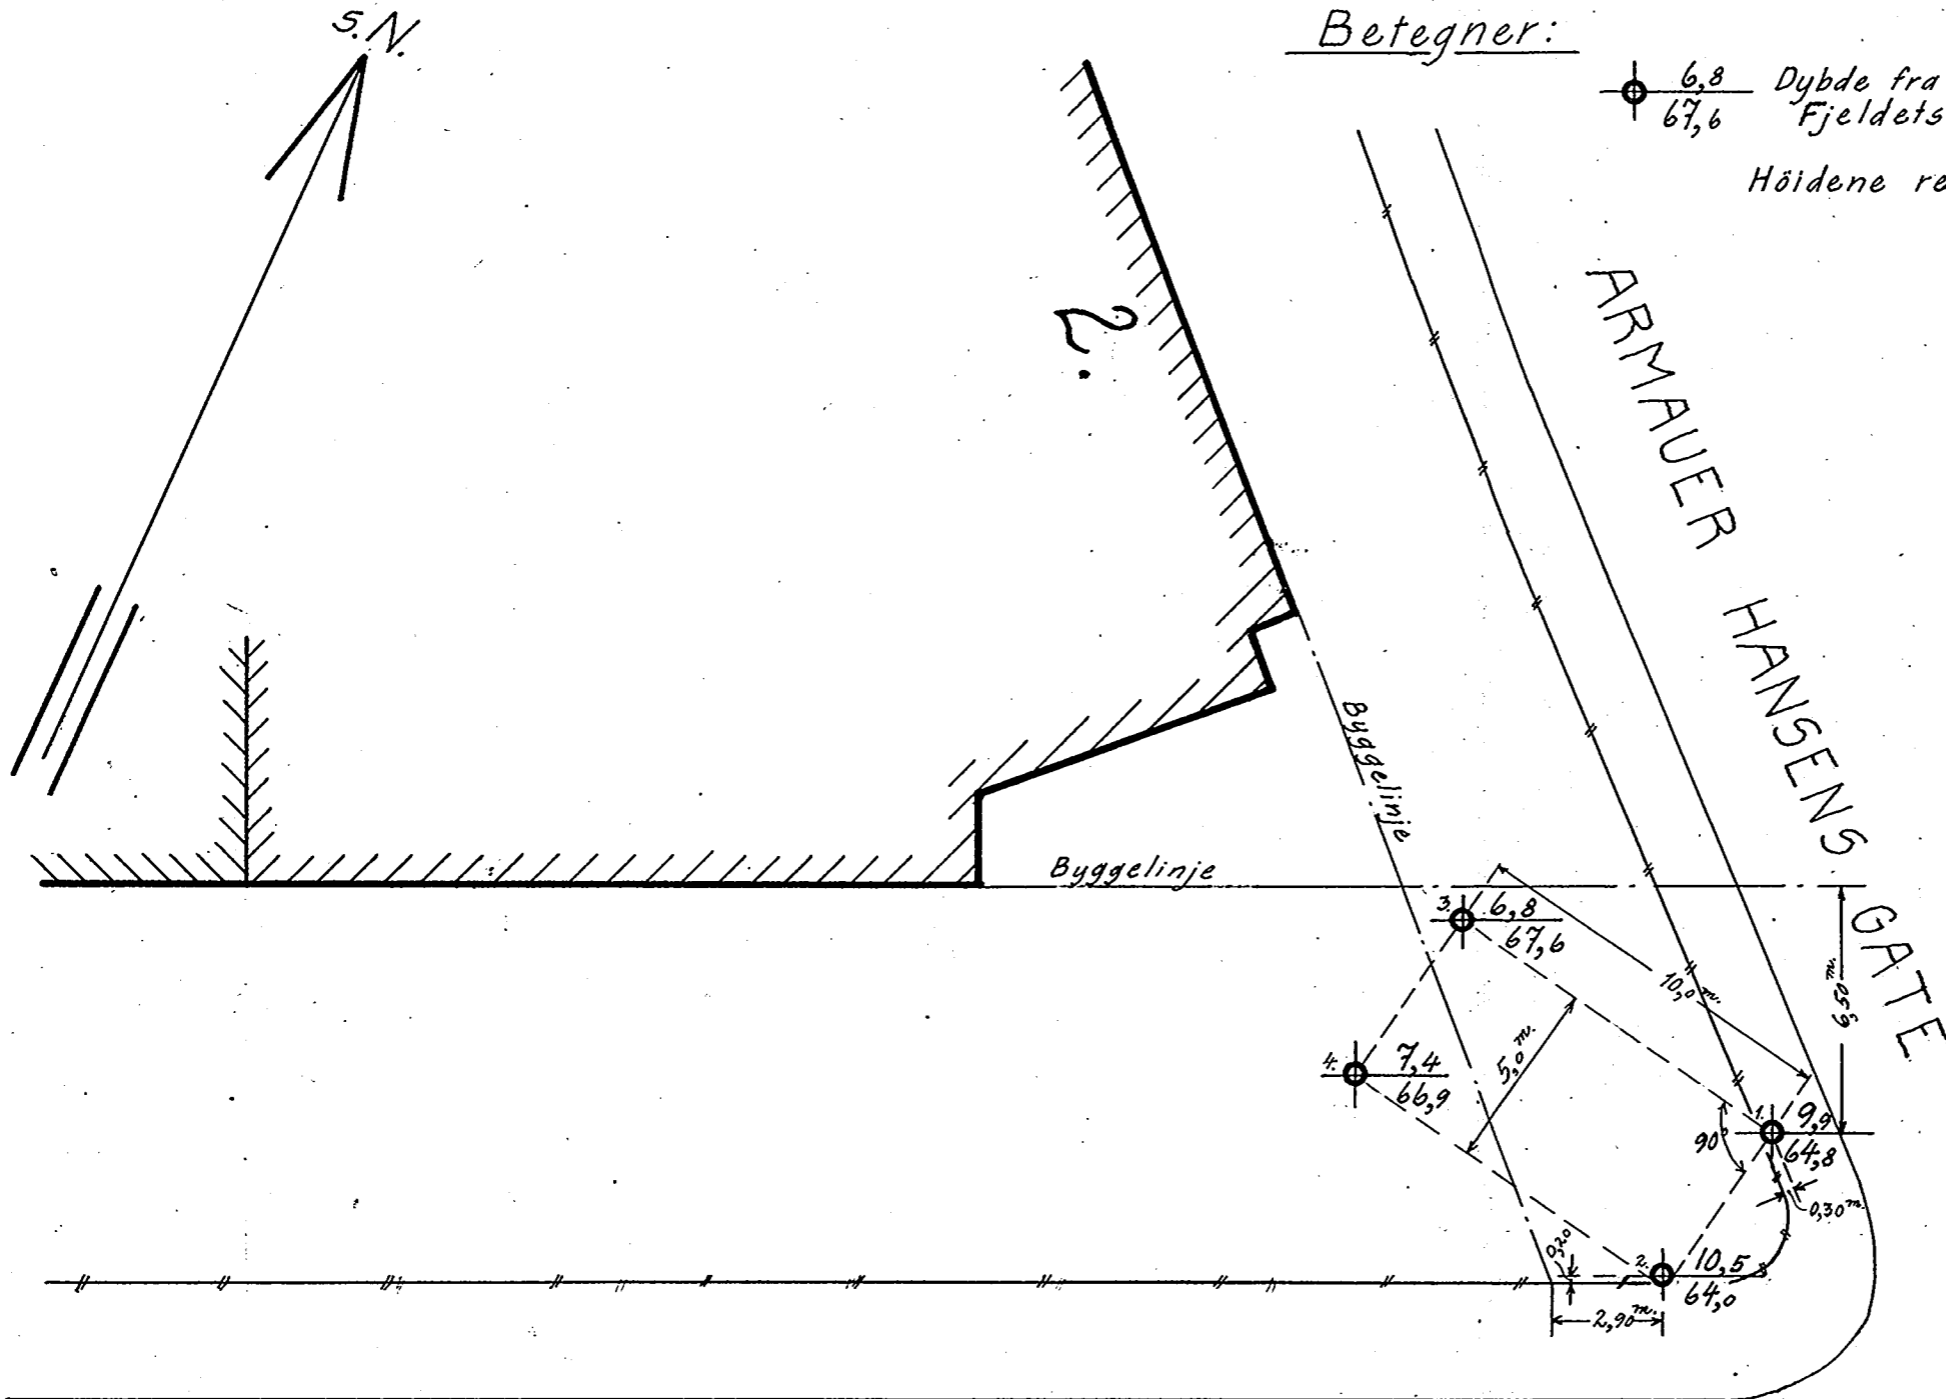 S.N.
Betegner:
6,8 Dybde fra
67,6 Fjeldets
Höidene re
2.
ARMAUER HANSENS GATE
Byggelinje
Byggelinje
3. 6,8
67,6
10,0 m.
6,50 m.
4. 7,4
66,9
5,0 m.
1. 9,9
64,8
90°
0,30 m.
0,20
2. 10,5
64,0
2,90 m.